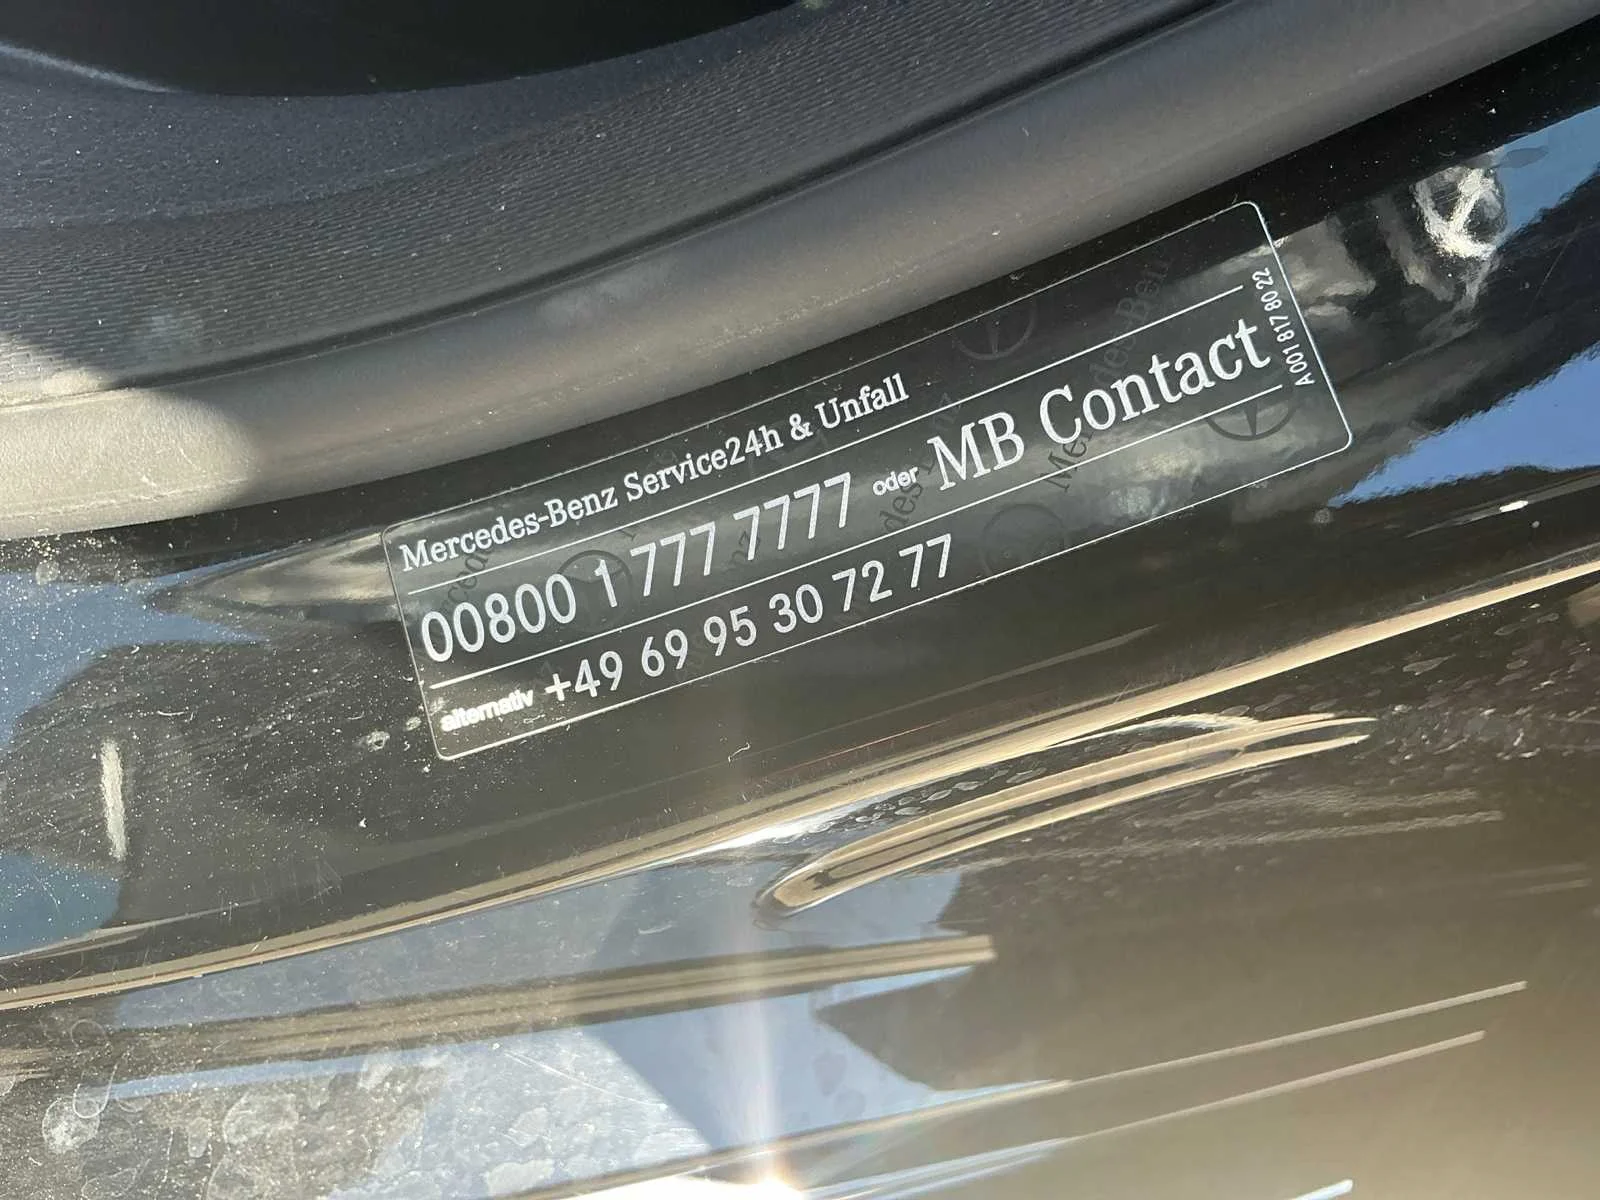 Mercedes-Benz Service24h & Unfall
00800 1 777 7777 oder MB Contact
alternativ +49 69 95 30 72 77
A 001 817 80 22